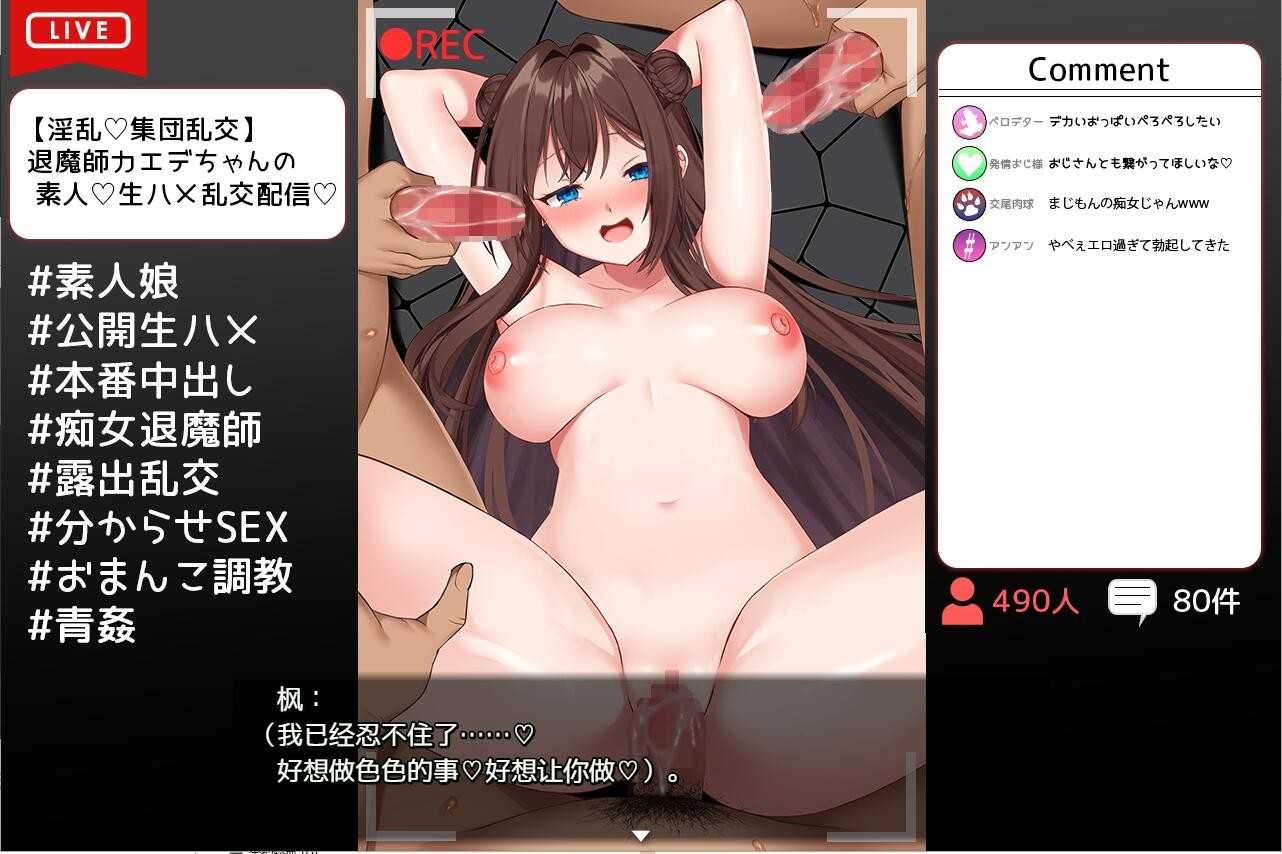 LIVE
【淫乱♡集団乱交】
退魔師カエデちゃんの
素人♡生ハメ乱交配信♡
#素人娘
#公開生ハメ
#本番中出し
#痴女退魔師
#露出乱交
#分からせSEX
#おまんこ調教
#青姦
REC
枫：
（我已经忍不住了……♡
好想做色色的事♡好想让你做♡）。
Comment
ペロデター デカいおっぱいぺろぺろしたい
発情おじ様 おじさんとも繋がってほしいな♡
交尾肉球 まじもんの痴女じゃんwww
アンアン やべぇエロ過ぎて勃起してきた
490人 80件